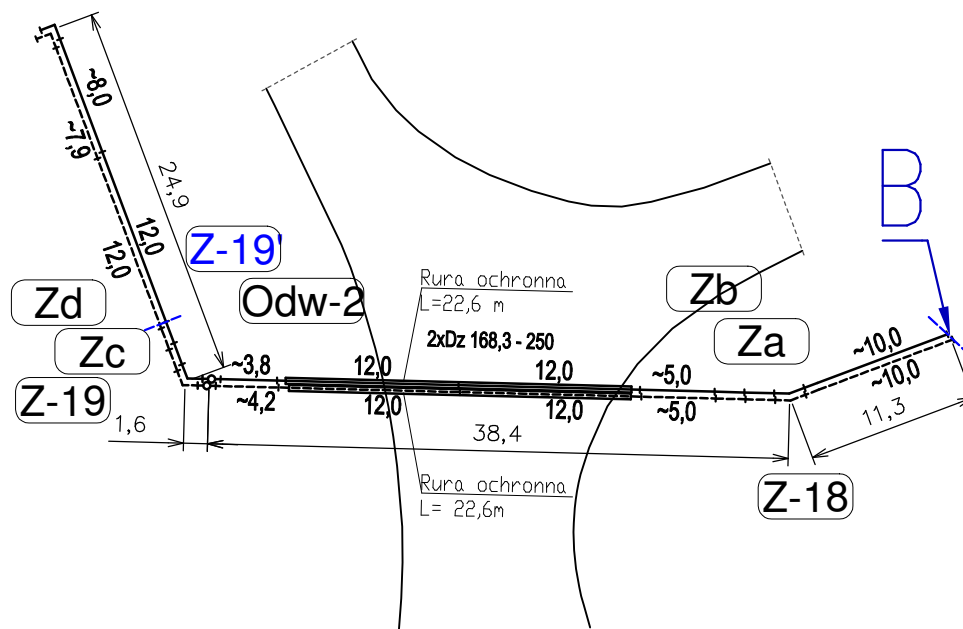 ~8,0
~7,9
24,9
B
12,0
12,0
Z-19'
Zd
Odw-2
Rura ochronna
L=22,6 m
Zb
2xDz 168,3 - 250
Za
Zc
Z-19
~3,8
12,0
12,0
~5,0
~10,0
~4,2
12,0
12,0
~5,0
~10,0
1,6
38,4
11,3
Rura ochronna
L= 22,6m
Z-18